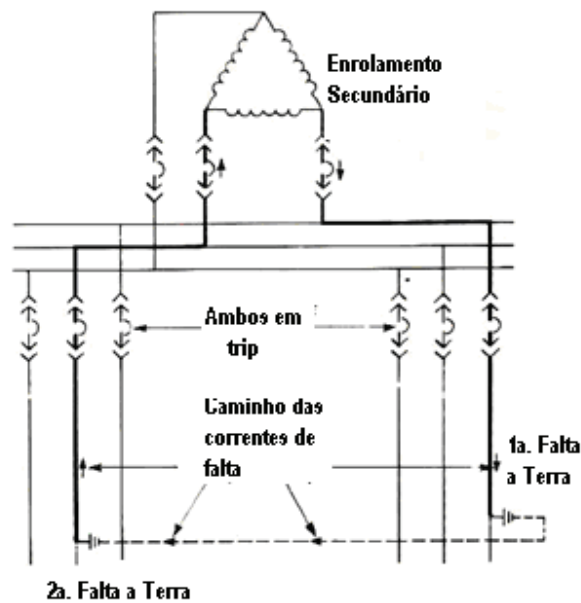 Enrolamento
Secundário
Ambos em
trip
Caminho das
correntes de
falta
1a. Falta
a Terra
2a. Falta a Terra